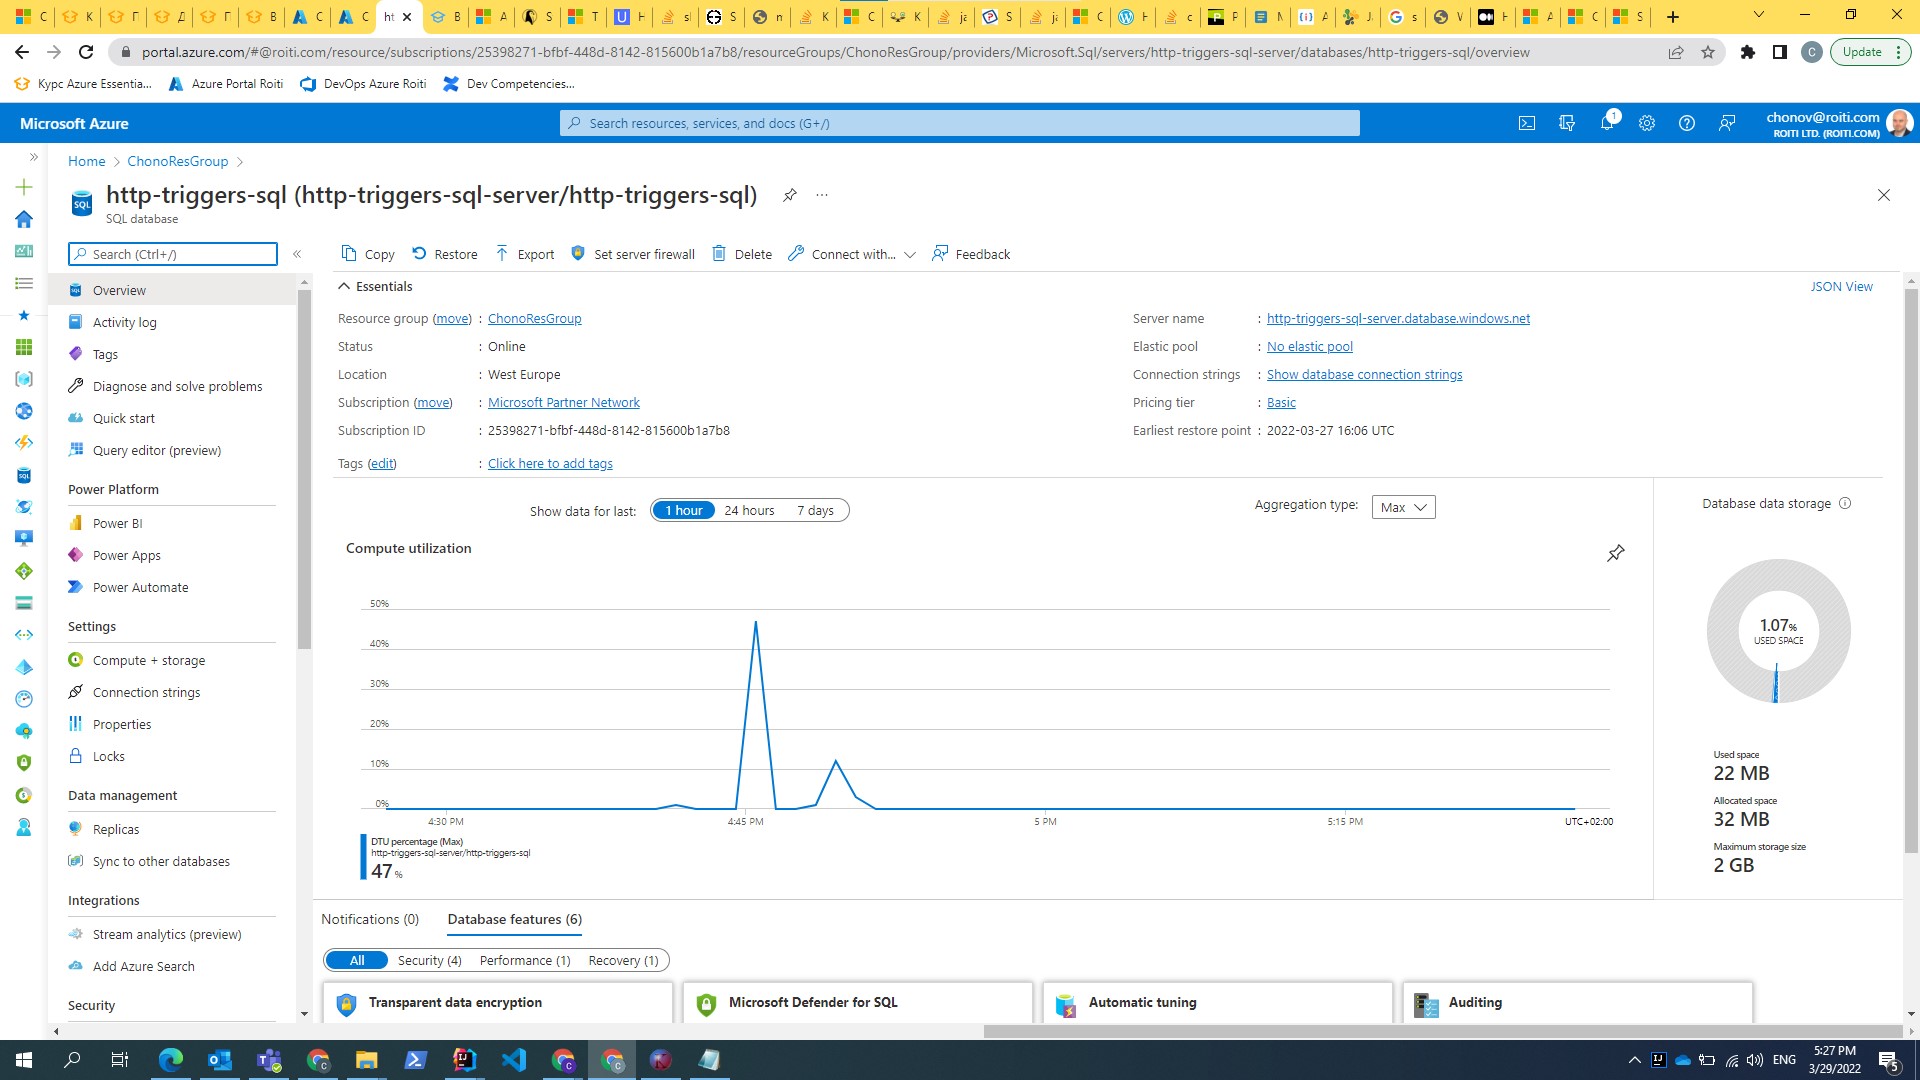 portal.azure.com/#@roiti.com/resource/subscriptions/25398271-bfbf-448d-8142-815600b1a7b8/resourceGroups/ChonoResGroup/providers/Microsoft.Sql/servers/http-triggers-sql-server/databases/http-triggers-sql/overview
Update
Курс Azure Essentia...
Azure Portal Roiti
DevOps Azure Roiti
Dev Competencies...
Microsoft Azure
Search resources, services, and docs (G+/)
1
chonov@roiti.com
ROITI LTD. (ROITI.COM)
Home > ChonoResGroup >
http-triggers-sql (http-triggers-sql-server/http-triggers-sql)
SQL database
Search (Ctrl+/)
Copy
Restore
Export
Set server firewall
Delete
Connect with...
Feedback
Overview
Activity log
Tags
Diagnose and solve problems
Quick start
Query editor (preview)
Power Platform
Power BI
Power Apps
Power Automate
Settings
Compute + storage
Connection strings
Properties
Locks
Data management
Replicas
Sync to other databases
Integrations
Stream analytics (preview)
Add Azure Search
Security
Essentials
JSON View
Resource group (move) : ChonoResGroup
Status : Online
Location : West Europe
Subscription (move) : Microsoft Partner Network
Subscription ID : 25398271-bfbf-448d-8142-815600b1a7b8
Tags (edit) : Click here to add tags
Server name : http-triggers-sql-server.database.windows.net
Elastic pool : No elastic pool
Connection strings : Show database connection strings
Pricing tier : Basic
Earliest restore point : 2022-03-27 16:06 UTC
Show data for last:
1 hour
24 hours
7 days
Aggregation type:
Max
Compute utilization
50%
40%
30%
20%
10%
0%
4:30 PM
4:45 PM
5 PM
5:15 PM
UTC+02:00
DTU percentage (Max)
http-triggers-sql-server/http-triggers-sql
47 %
Database data storage
1.07%
USED SPACE
Used space
22 MB
Allocated space
32 MB
Maximum storage size
2 GB
Notifications (0)
Database features (6)
All
Security (4)
Performance (1)
Recovery (1)
Transparent data encryption
Microsoft Defender for SQL
Automatic tuning
Auditing
ENG
5:27 PM
3/29/2022
5